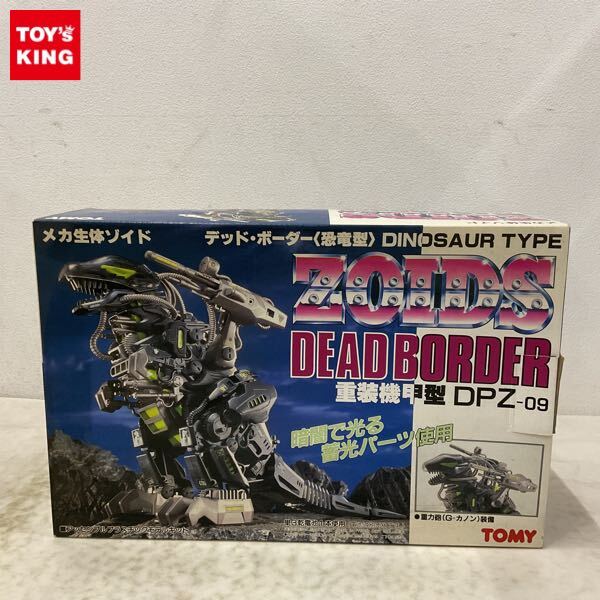 TOY's
KING
TOMY
メカ生体ゾイド
デッド・ボーダー〈恐竜型〉DINOSAUR TYPE
ZOIDS
DEAD BORDER
重装機甲型 DPZ-09
暗闇で光る
蓄光パーツ使用
●重力砲(G-カノン)装備
TOMY